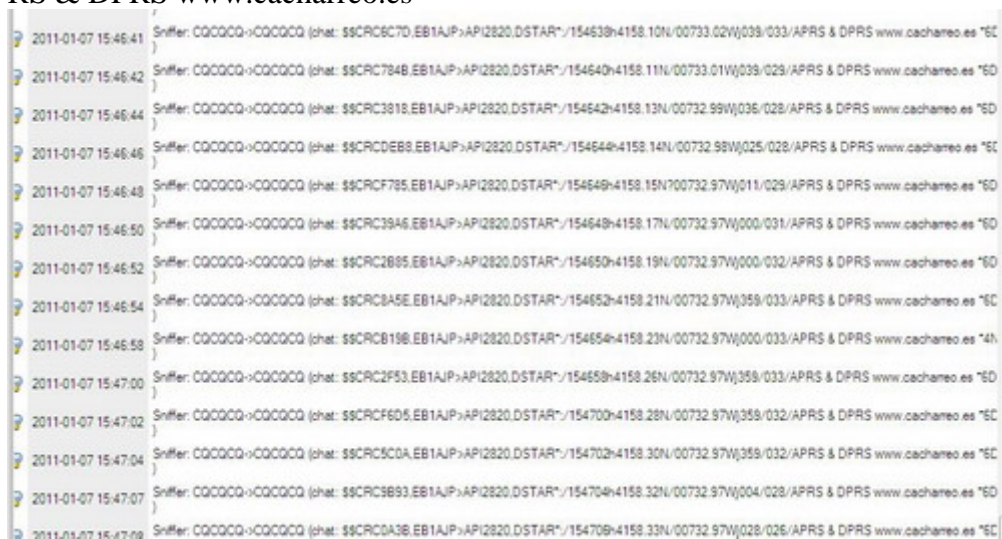 RS & DPRS www.cacharreo.es
2011-01-07 15:46:41 Sniffer: CQCQCQ->CQCQCQ (chat: $$CRC6C7D,EB1AJP>API2820,DSTAR*:/154638h4158.10N/00733.02Wj039/033/APRS & DPRS www.cacharreo.es *6D
)
2011-01-07 15:46:42 Sniffer: CQCQCQ->CQCQCQ (chat: $$CRC784B,EB1AJP>API2820,DSTAR*:/154640h4158.11N/00733.01Wj039/029/APRS & DPRS www.cacharreo.es *6D
)
2011-01-07 15:46:44 Sniffer: CQCQCQ->CQCQCQ (chat: $$CRC3818,EB1AJP>API2820,DSTAR*:/154642h4158.13N/00732.99Wj036/028/APRS & DPRS www.cacharreo.es *6D
)
2011-01-07 15:46:46 Sniffer: CQCQCQ->CQCQCQ (chat: $$CRCDEB8,EB1AJP>API2820,DSTAR*:/154644h4158.14N/00732.98Wj025/028/APRS & DPRS www.cacharreo.es
)
2011-01-07 15:46:48 Sniffer: CQCQCQ->CQCQCQ (chat: $$CRCF785,EB1AJP>API2820,DSTAR*:/154646h4158.15N?00732.97Wj011/029/APRS & DPRS www.cacharreo.es *6D
)
2011-01-07 15:46:50 Sniffer: CQCQCQ->CQCQCQ (chat: $$CRC39A6,EB1AJP>API2820,DSTAR*:/154648h4158.17N/00732.97Wj000/031/APRS & DPRS www.cacharreo.es *6D
)
2011-01-07 15:46:52 Sniffer: CQCQCQ->CQCQCQ (chat: $$CRC2B85,EB1AJP>API2820,DSTAR*:/154650h4158.19N/00732.97Wj000/032/APRS & DPRS www.cacharreo.es *6D
)
2011-01-07 15:46:54 Sniffer: CQCQCQ->CQCQCQ (chat: $$CRC8A5E,EB1AJP>API2820,DSTAR*:/154652h4158.21N/00732.97Wj359/033/APRS & DPRS www.cacharreo.es
)
2011-01-07 15:46:58 Sniffer: CQCQCQ->CQCQCQ (chat: $$CRCB19B,EB1AJP>API2820,DSTAR*:/154654h4158.23N/00732.97Wj000/033/APRS & DPRS www.cacharreo.es
)
2011-01-07 15:47:00 Sniffer: CQCQCQ->CQCQCQ (chat: $$CRC2F53,EB1AJP>API2820,DSTAR*:/154658h4158.26N/00732.97Wj359/033/APRS & DPRS www.cacharreo.es *6D
)
2011-01-07 15:47:02 Sniffer: CQCQCQ->CQCQCQ (chat: $$CRCF6D5,EB1AJP>API2820,DSTAR*:/154700h4158.28N/00732.97Wj359/032/APRS & DPRS www.cacharreo.es
)
2011-01-07 15:47:04 Sniffer: CQCQCQ->CQCQCQ (chat: $$CRC5C0A,EB1AJP>API2820,DSTAR*:/154702h4158.30N/00732.97Wj359/032/APRS & DPRS www.cacharreo.es
)
2011-01-07 15:47:07 Sniffer: CQCQCQ->CQCQCQ (chat: $$CRC9B93,EB1AJP>API2820,DSTAR*:/154704h4158.32N/00732.97Wj004/028/APRS & DPRS www.cacharreo.es *6D
)
Sniffer: CQCQCQ->CQCQCQ (chat: $$CRC0A3B,EB1AJP>API2820,DSTAR*:/154706h4158.33N/00732.97Wj028/026/APRS & DPRS www.cacharreo.es